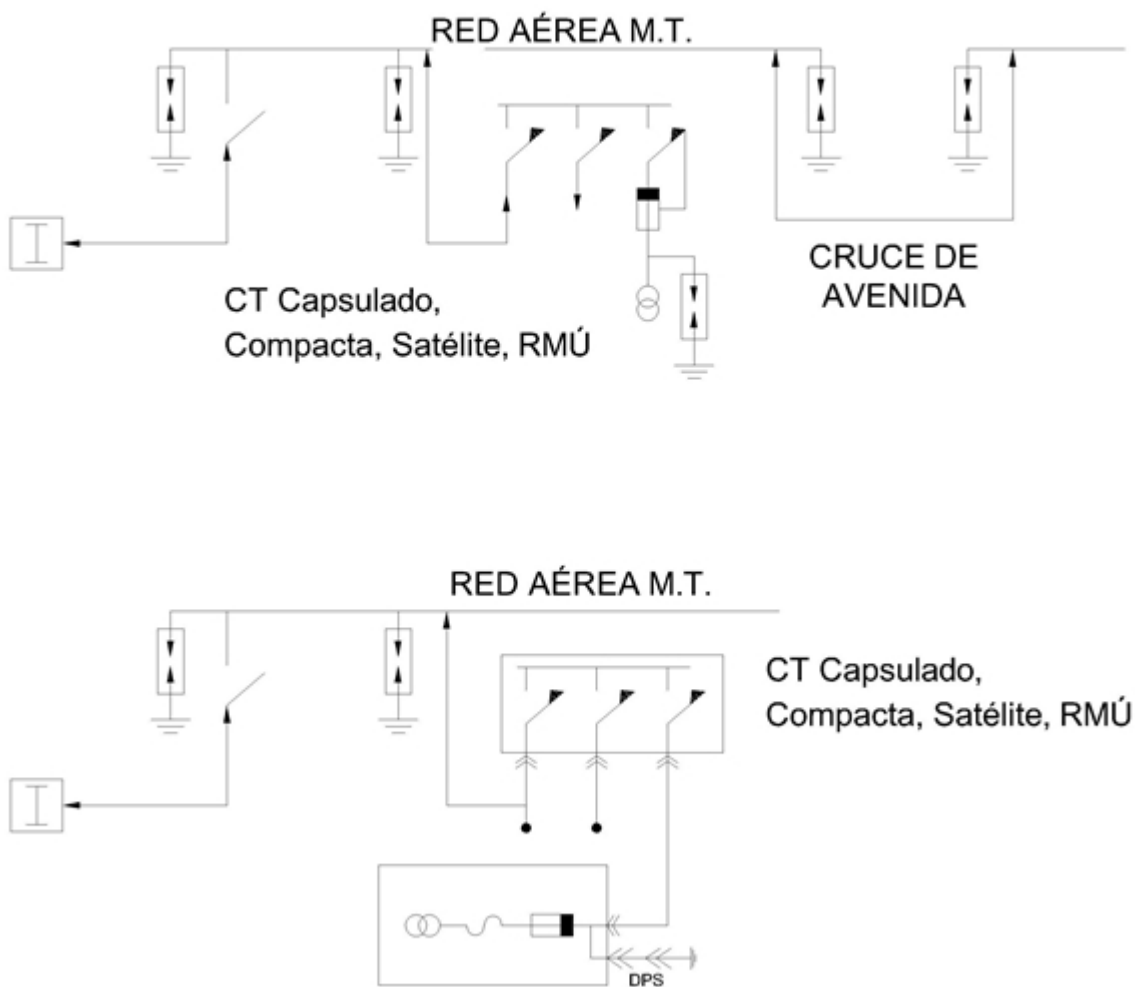 RED AÉREA M.T.
CRUCE DE
AVENIDA
CT Capsulado,
Compacta, Satélite, RMÚ
RED AÉREA M.T.
CT Capsulado,
Compacta, Satélite, RMÚ
DPS